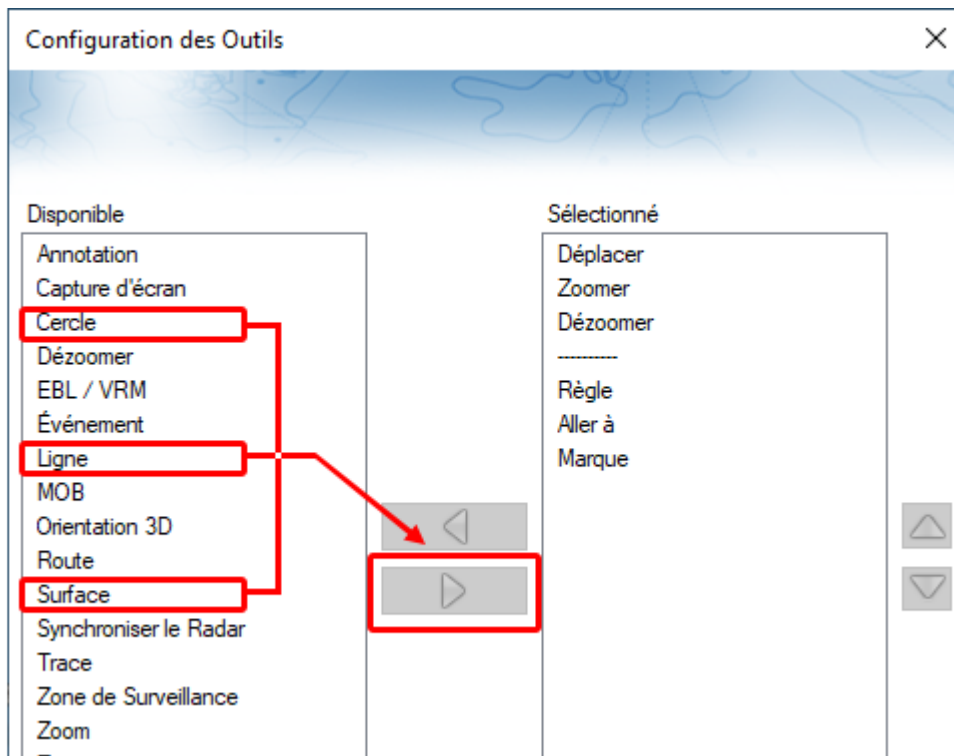 Configuration des Outils
Disponible
Annotation
Capture d'écran
Cercle
Dézoomer
EBL / VRM
Événement
Ligne
MOB
Orientation 3D
Route
Surface
Synchroniser le Radar
Trace
Zone de Surveillance
Zoom
Sélectionné
Déplacer
Zoomer
Dézoomer
----------
Règle
Aller à
Marque